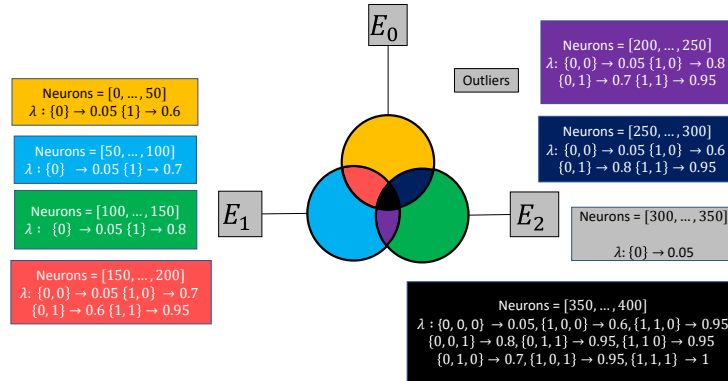 E₀
Outliers
Neurons = [200, ... , 250]
λ: {0,0} → 0.05 {1,0} → 0.8
{0,1} → 0.7 {1,1} → 0.95
Neurons = [0, ... , 50]
λ : {0} → 0.05 {1} → 0.6
Neurons = [50, ... , 100]
λ : {0} → 0.05 {1} → 0.7
Neurons = [250, ... , 300]
λ: {0,0} → 0.05 {1,0} → 0.6
{0,1} → 0.8 {1,1} → 0.95
Neurons = [100, ... , 150]
λ : {0} → 0.05 {1} → 0.8
E₁
E₂
Neurons = [300, ... , 350]
λ: {0} → 0.05
Neurons = [150, ... , 200]
λ: {0,0} → 0.05 {1,0} → 0.7
{0,1} → 0.6 {1,1} → 0.95
Neurons = [350, ... , 400]
λ : {0, 0, 0} → 0.05, {1,0,0} → 0.6, {1,1,0} → 0.95
{0,0,1} → 0.8, {0,1,1} → 0.95, {1,1 0} → 0.95
{0,1,0} → 0.7, {1,0,1} → 0.95, {1,1,1} → 1